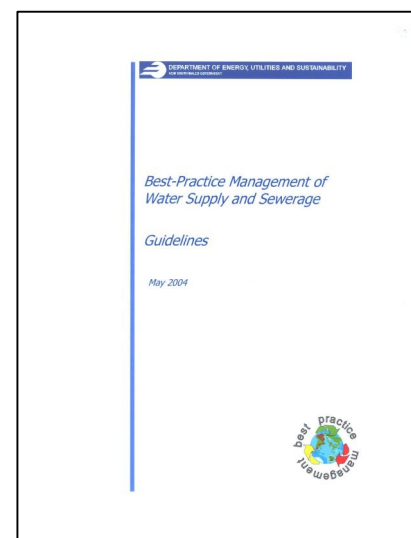 DEPARTMENT OF ENERGY, UTILITIES AND SUSTAINABILITY
Best-Practice Management of
Water Supply and Sewerage
Guidelines
May 2004
best practice management